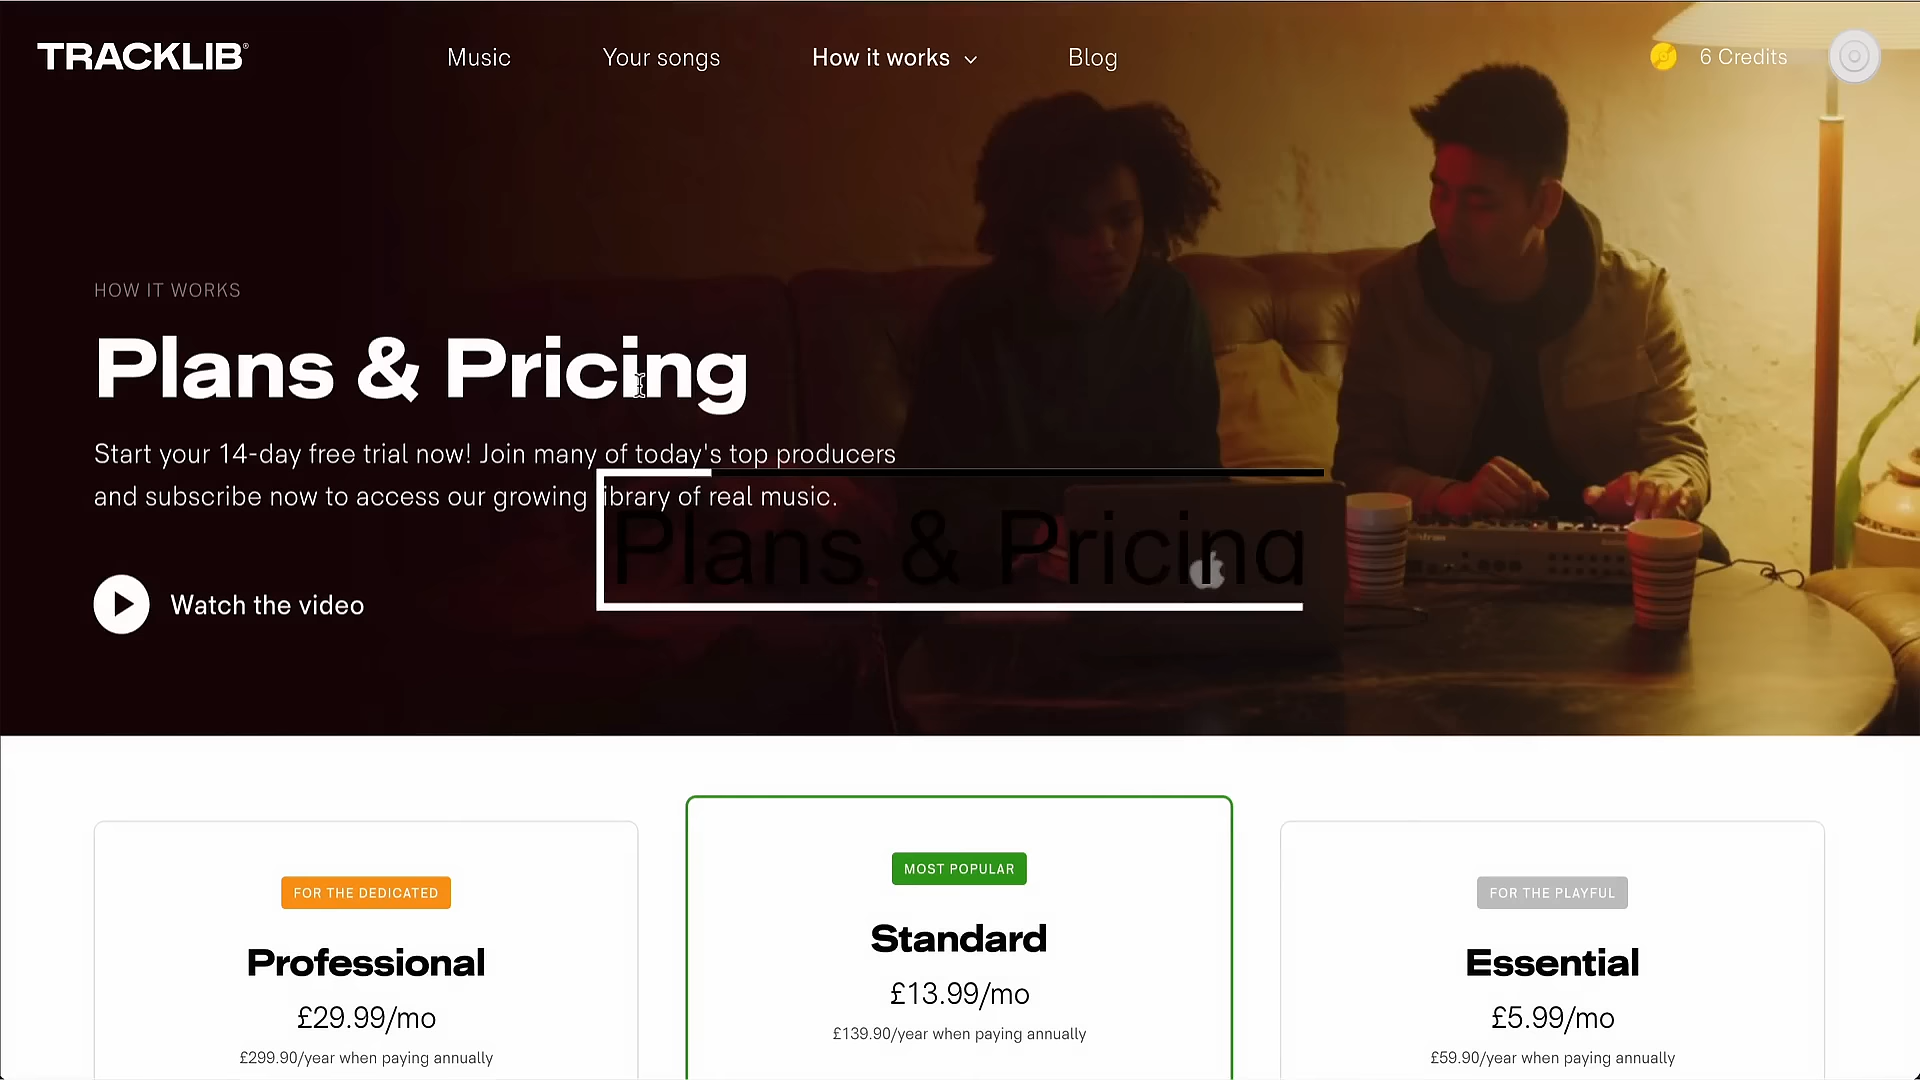 TRACKLIB®
Music
Your songs
How it works
Blog
6 Credits
HOW IT WORKS
Plans & Pricing
Start your 14-day free trial now! Join many of today's top producers
and subscribe now to access our growing library of real music.
Plans & Pricing
Watch the video
FOR THE DEDICATED
Professional
£29.99/mo
£299.90/year when paying annually
MOST POPULAR
Standard
£13.99/mo
£139.90/year when paying annually
FOR THE PLAYFUL
Essential
£5.99/mo
£59.90/year when paying annually